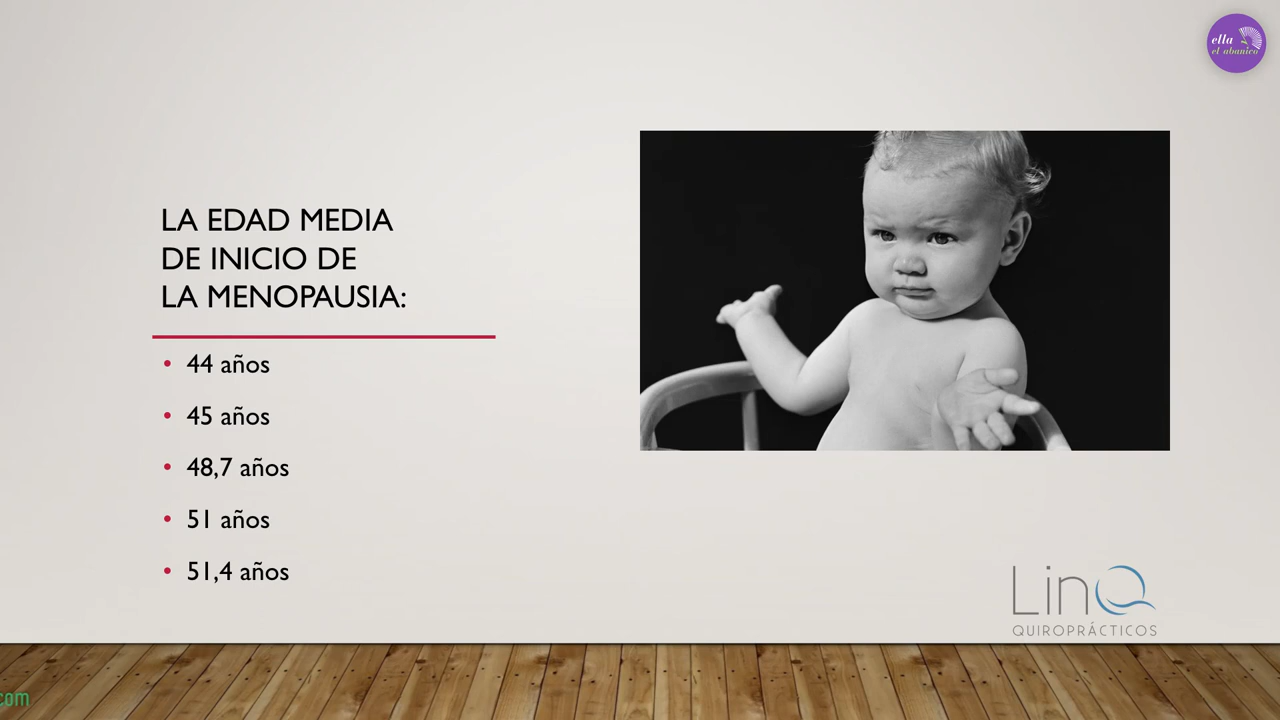 ella
el abanico
LA EDAD MEDIA
DE INICIO DE
LA MENOPAUSIA:
• 44 años
• 45 años
• 48,7 años
• 51 años
• 51,4 años
LinQ
QUIROPRÁCTICOS
com